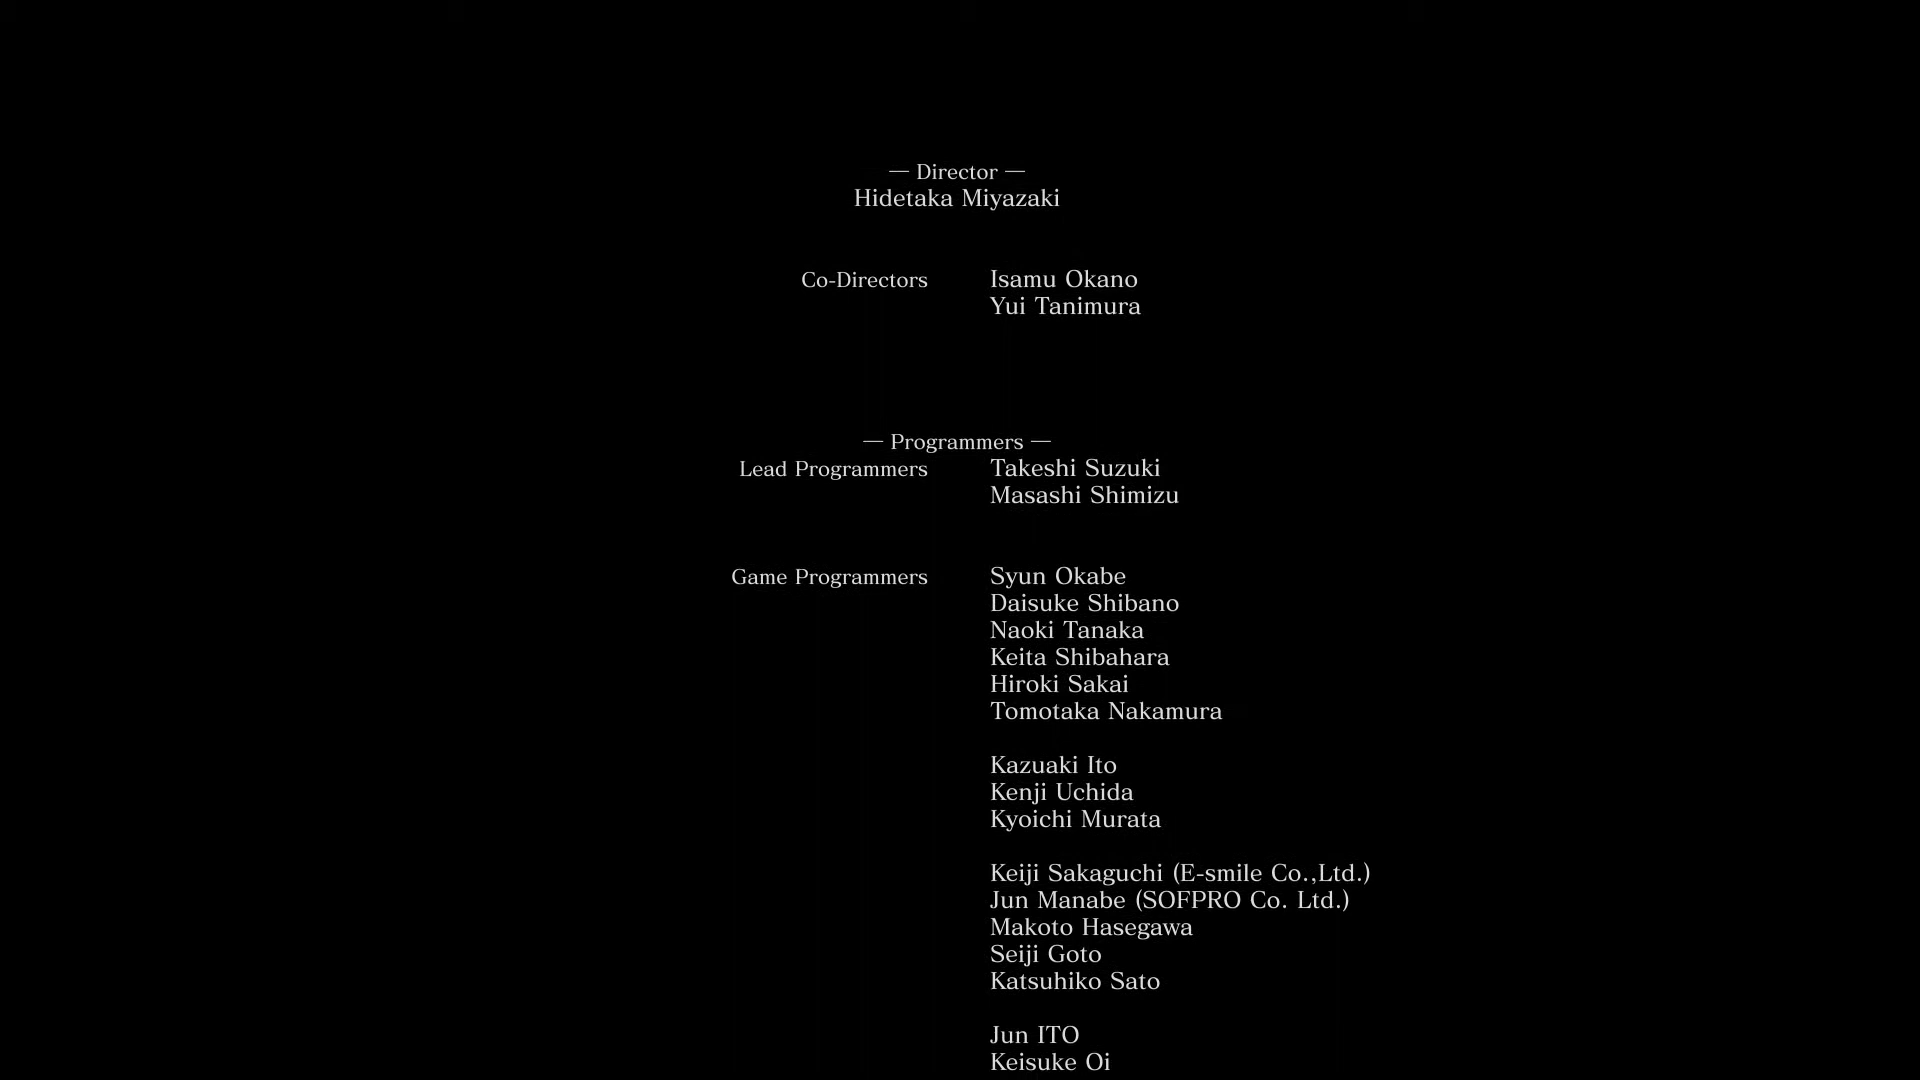 — Director —
Hidetaka Miyazaki
Co-Directors Isamu Okano
Yui Tanimura
— Programmers —
Lead Programmers Takeshi Suzuki
Masashi Shimizu
Game Programmers Syun Okabe
Daisuke Shibano
Naoki Tanaka
Keita Shibahara
Hiroki Sakai
Tomotaka Nakamura
Kazuaki Ito
Kenji Uchida
Kyoichi Murata
Keiji Sakaguchi (E-smile Co.,Ltd.)
Jun Manabe (SOFPRO Co. Ltd.)
Makoto Hasegawa
Seiji Goto
Katsuhiko Sato
Jun ITO
Keisuke Oi